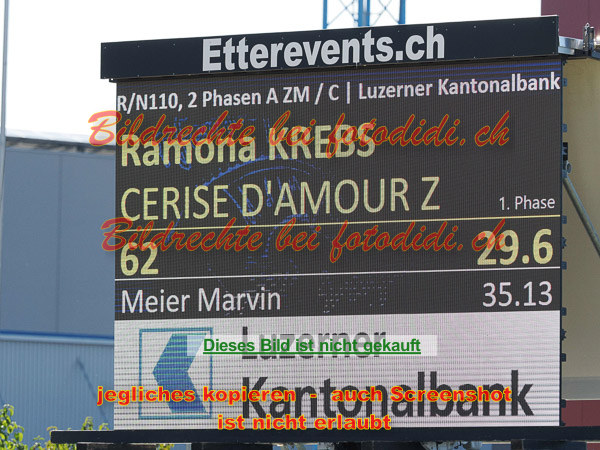 Etterevents.ch
R/N110, 2 Phasen A ZM / C | Luzerner Kantonalbank
Bildrechte bei fotodidi.ch
Ramona KREBS
CERISE D'AMOUR Z
1. Phase
Bildrechte bei fotodidi.ch
62
29.6
Meier Marvin
35.13
Dieses Bild ist nicht gekauft
Luzerner
Kantonalbank
jegliches kopieren - auch Screenshot
ist nicht erlaubt